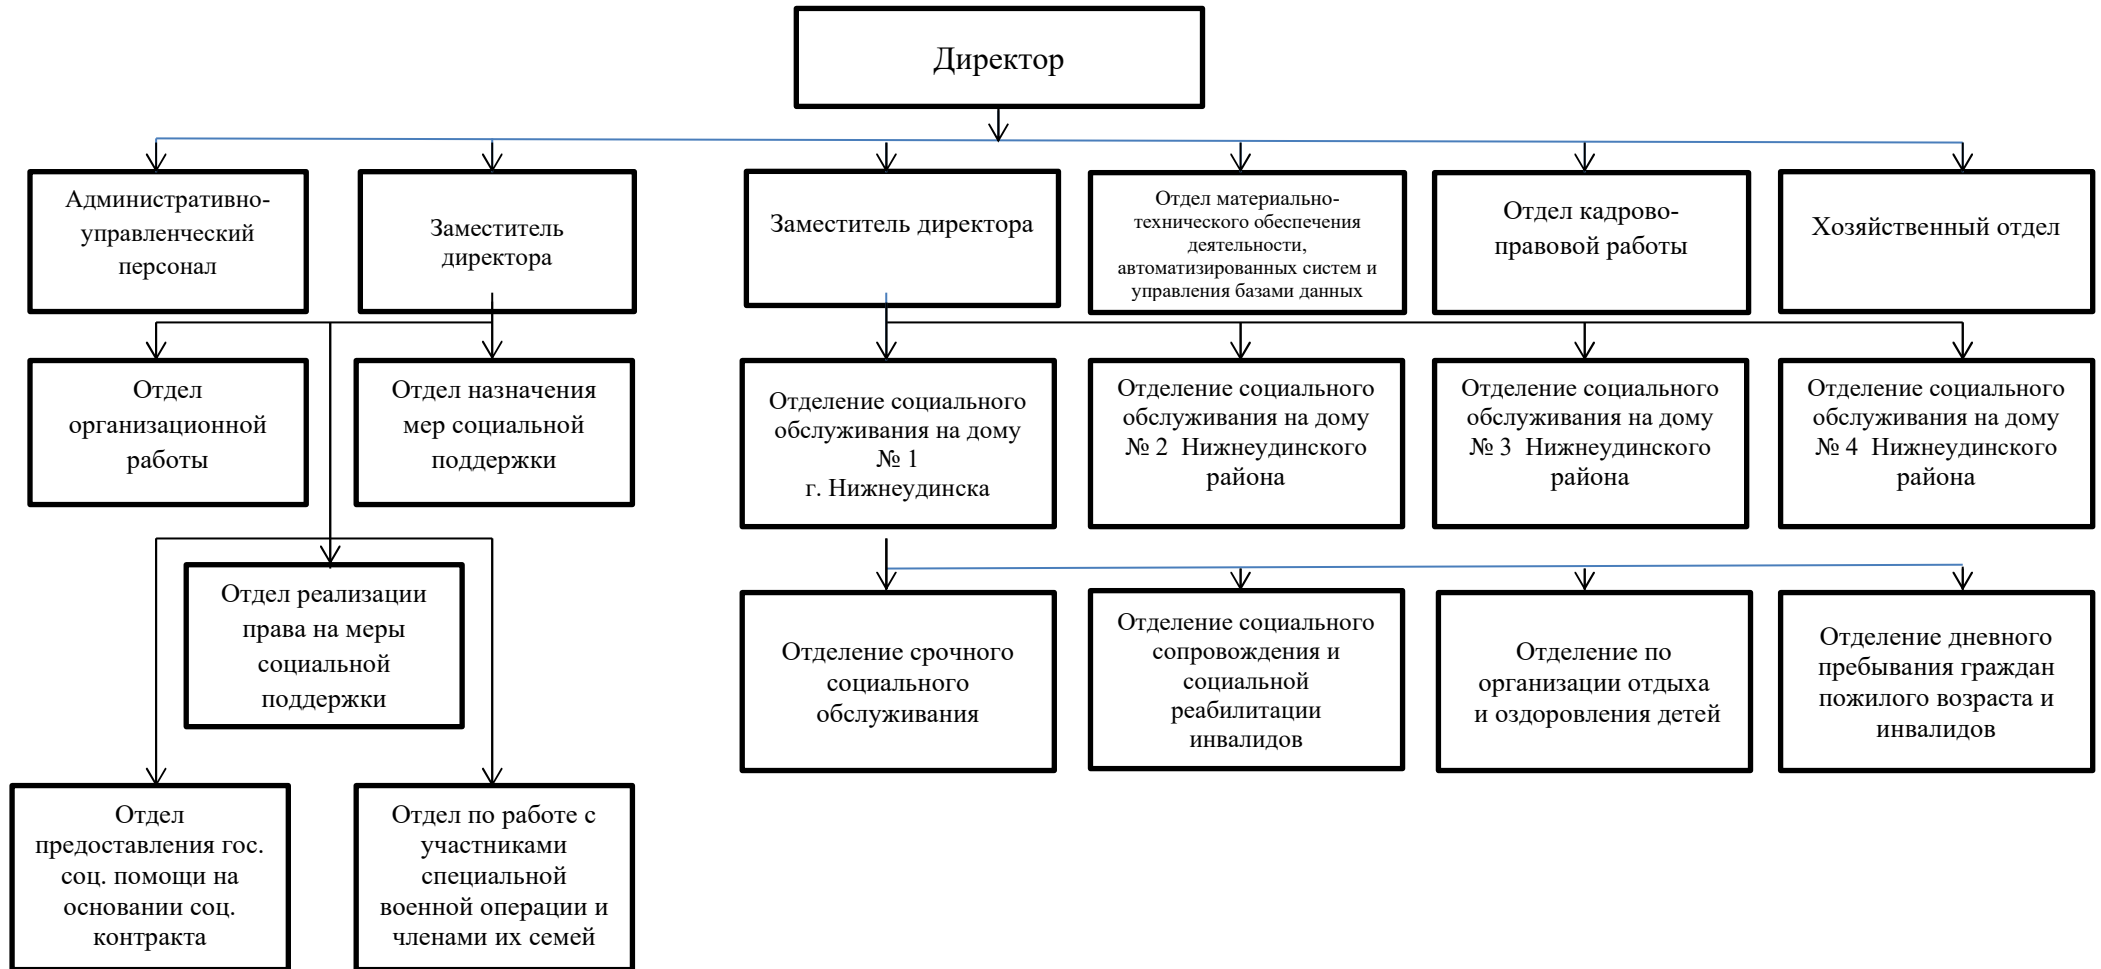 Директор
Административно-
управленческий
персонал
Заместитель
директора
Заместитель директора
Отдел материально-
технического обеспечения
деятельности,
автоматизированных систем и
управления базами данных
Отдел кадрово-
правовой работы
Хозяйственный отдел
Отдел
организационной
работы
Отдел назначения
мер социальной
поддержки
Отделение социального
обслуживания на дому
№ 1
г. Нижнеудинска
Отделение социального
обслуживания на дому
№ 2 Нижнеудинского
района
Отделение социального
обслуживания на дому
№ 3 Нижнеудинского
района
Отделение социального
обслуживания на дому
№ 4 Нижнеудинского
района
Отдел реализации
права на меры
социальной
поддержки
Отделение срочного
социального
обслуживания
Отделение социального
сопровождения и
социальной
реабилитации
инвалидов
Отделение по
организации отдыха
и оздоровления детей
Отделение дневного
пребывания граждан
пожилого возраста и
инвалидов
Отдел
предоставления гос.
соц. помощи на
основании соц.
контракта
Отдел по работе с
участниками
специальной
военной операции и
членами их семей